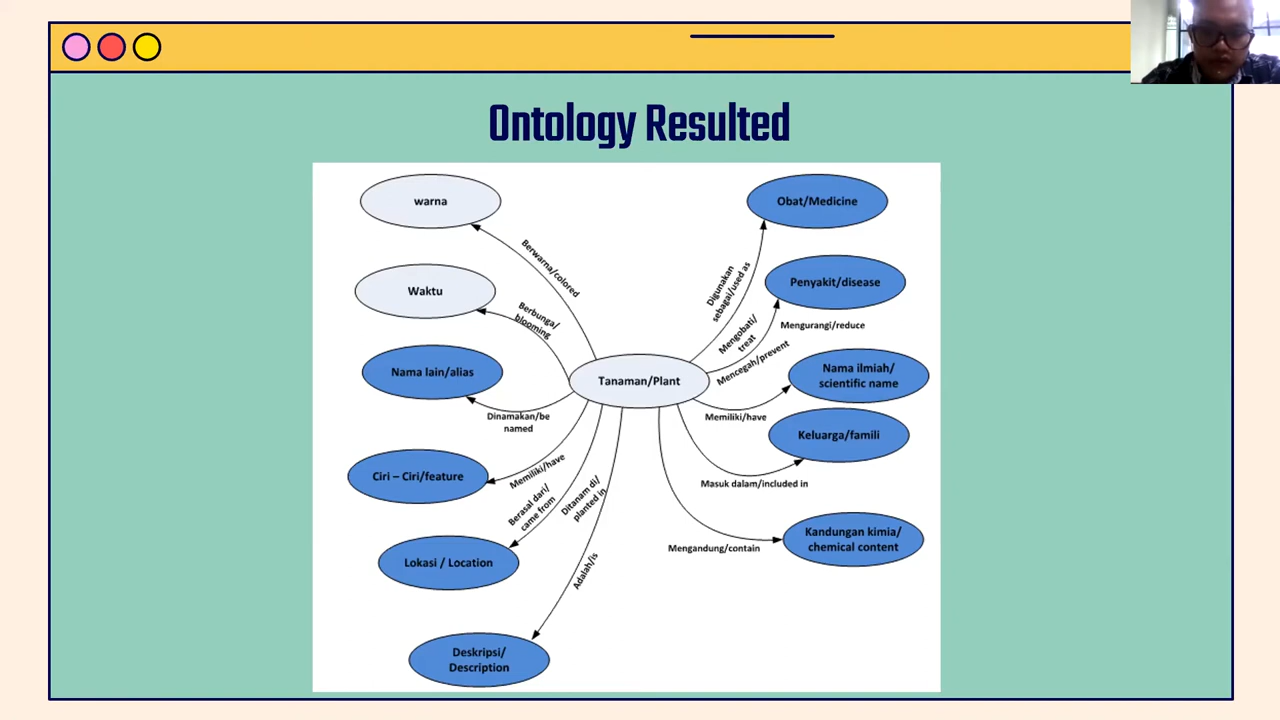 Ontology Resulted
warna
Berwarna/colored
Waktu
Berbunga/
blooming
Nama lain/alias
Dinamakan/be
named
Ciri – Ciri/feature
Memiliki/have
Lokasi / Location
Berasal dari/
came from
Ditanam di/
planted in
Deskripsi/
Description
Adalah/is
Tanaman/Plant
Obat/Medicine
Digunakan
sebagai/used as
Penyakit/disease
Mengobati/
treat
Mencegah/prevent
Mengurangi/reduce
Nama ilmiah/
scientific name
Memiliki/have
Keluarga/famili
Masuk dalam/included in
Kandungan kimia/
chemical content
Mengandung/contain